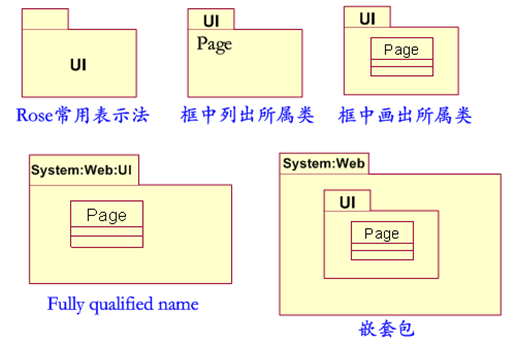 UI
UI
Page
UI
Page
Rose常用表示法
框中列出所属类
框中画出所属类
System:Web:UI
Page
Fully qualified name
System:Web
UI
Page
嵌套包